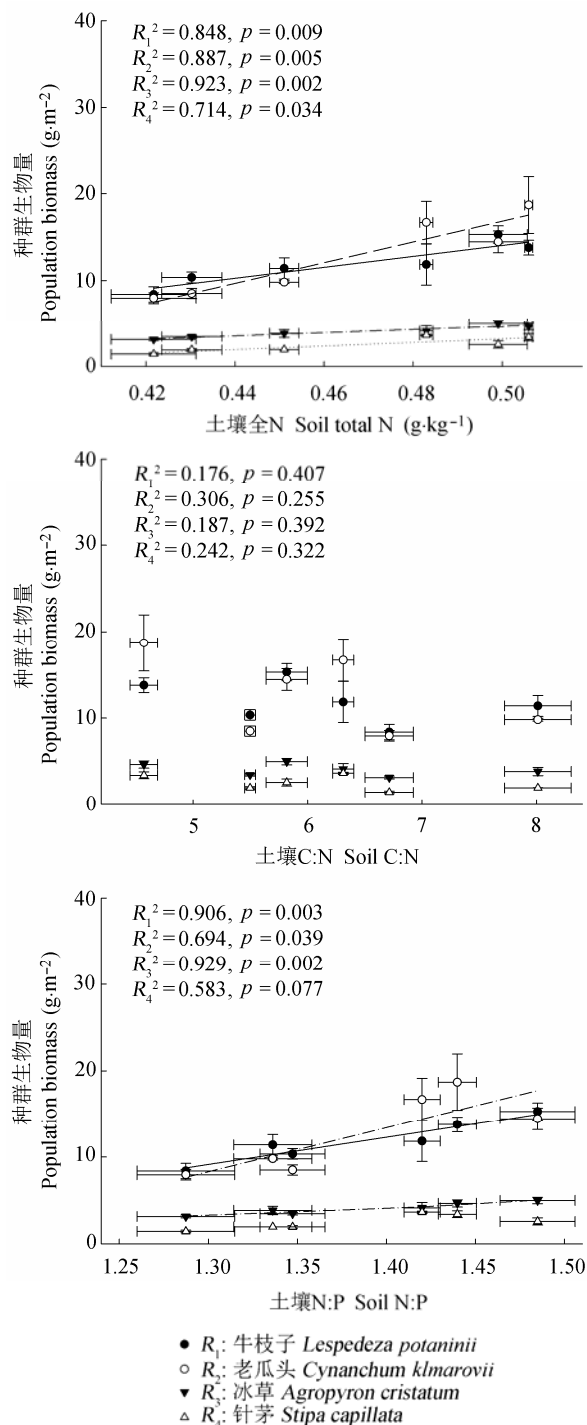 40
30
20
10
0
R₁² = 0.848, p = 0.009
R₂² = 0.887, p = 0.005
R₃² = 0.923, p = 0.002
R₄² = 0.714, p = 0.034
种群生物量
Population biomass (g·m⁻²)
0.42 0.44 0.46 0.48 0.50
土壤全N Soil total N (g·kg⁻¹)
40
30
20
10
0
R₁² = 0.176, p = 0.407
R₂² = 0.306, p = 0.255
R₃² = 0.187, p = 0.392
R₄² = 0.242, p = 0.322
种群生物量
Population biomass (g·m⁻²)
5 6 7 8
土壤C:N Soil C:N
40
30
20
10
0
R₁² = 0.906, p = 0.003
R₂² = 0.694, p = 0.039
R₃² = 0.929, p = 0.002
R₄² = 0.583, p = 0.077
种群生物量
Population biomass (g·m⁻²)
1.25 1.30 1.35 1.40 1.45 1.50
土壤N:P Soil N:P
R₁: 牛枝子 Lespedeza potaninii
R₂: 老瓜头 Cynanchum klmarovii
R₃: 冰草 Agropyron cristatum
R₄: 针茅 Stipa capillata